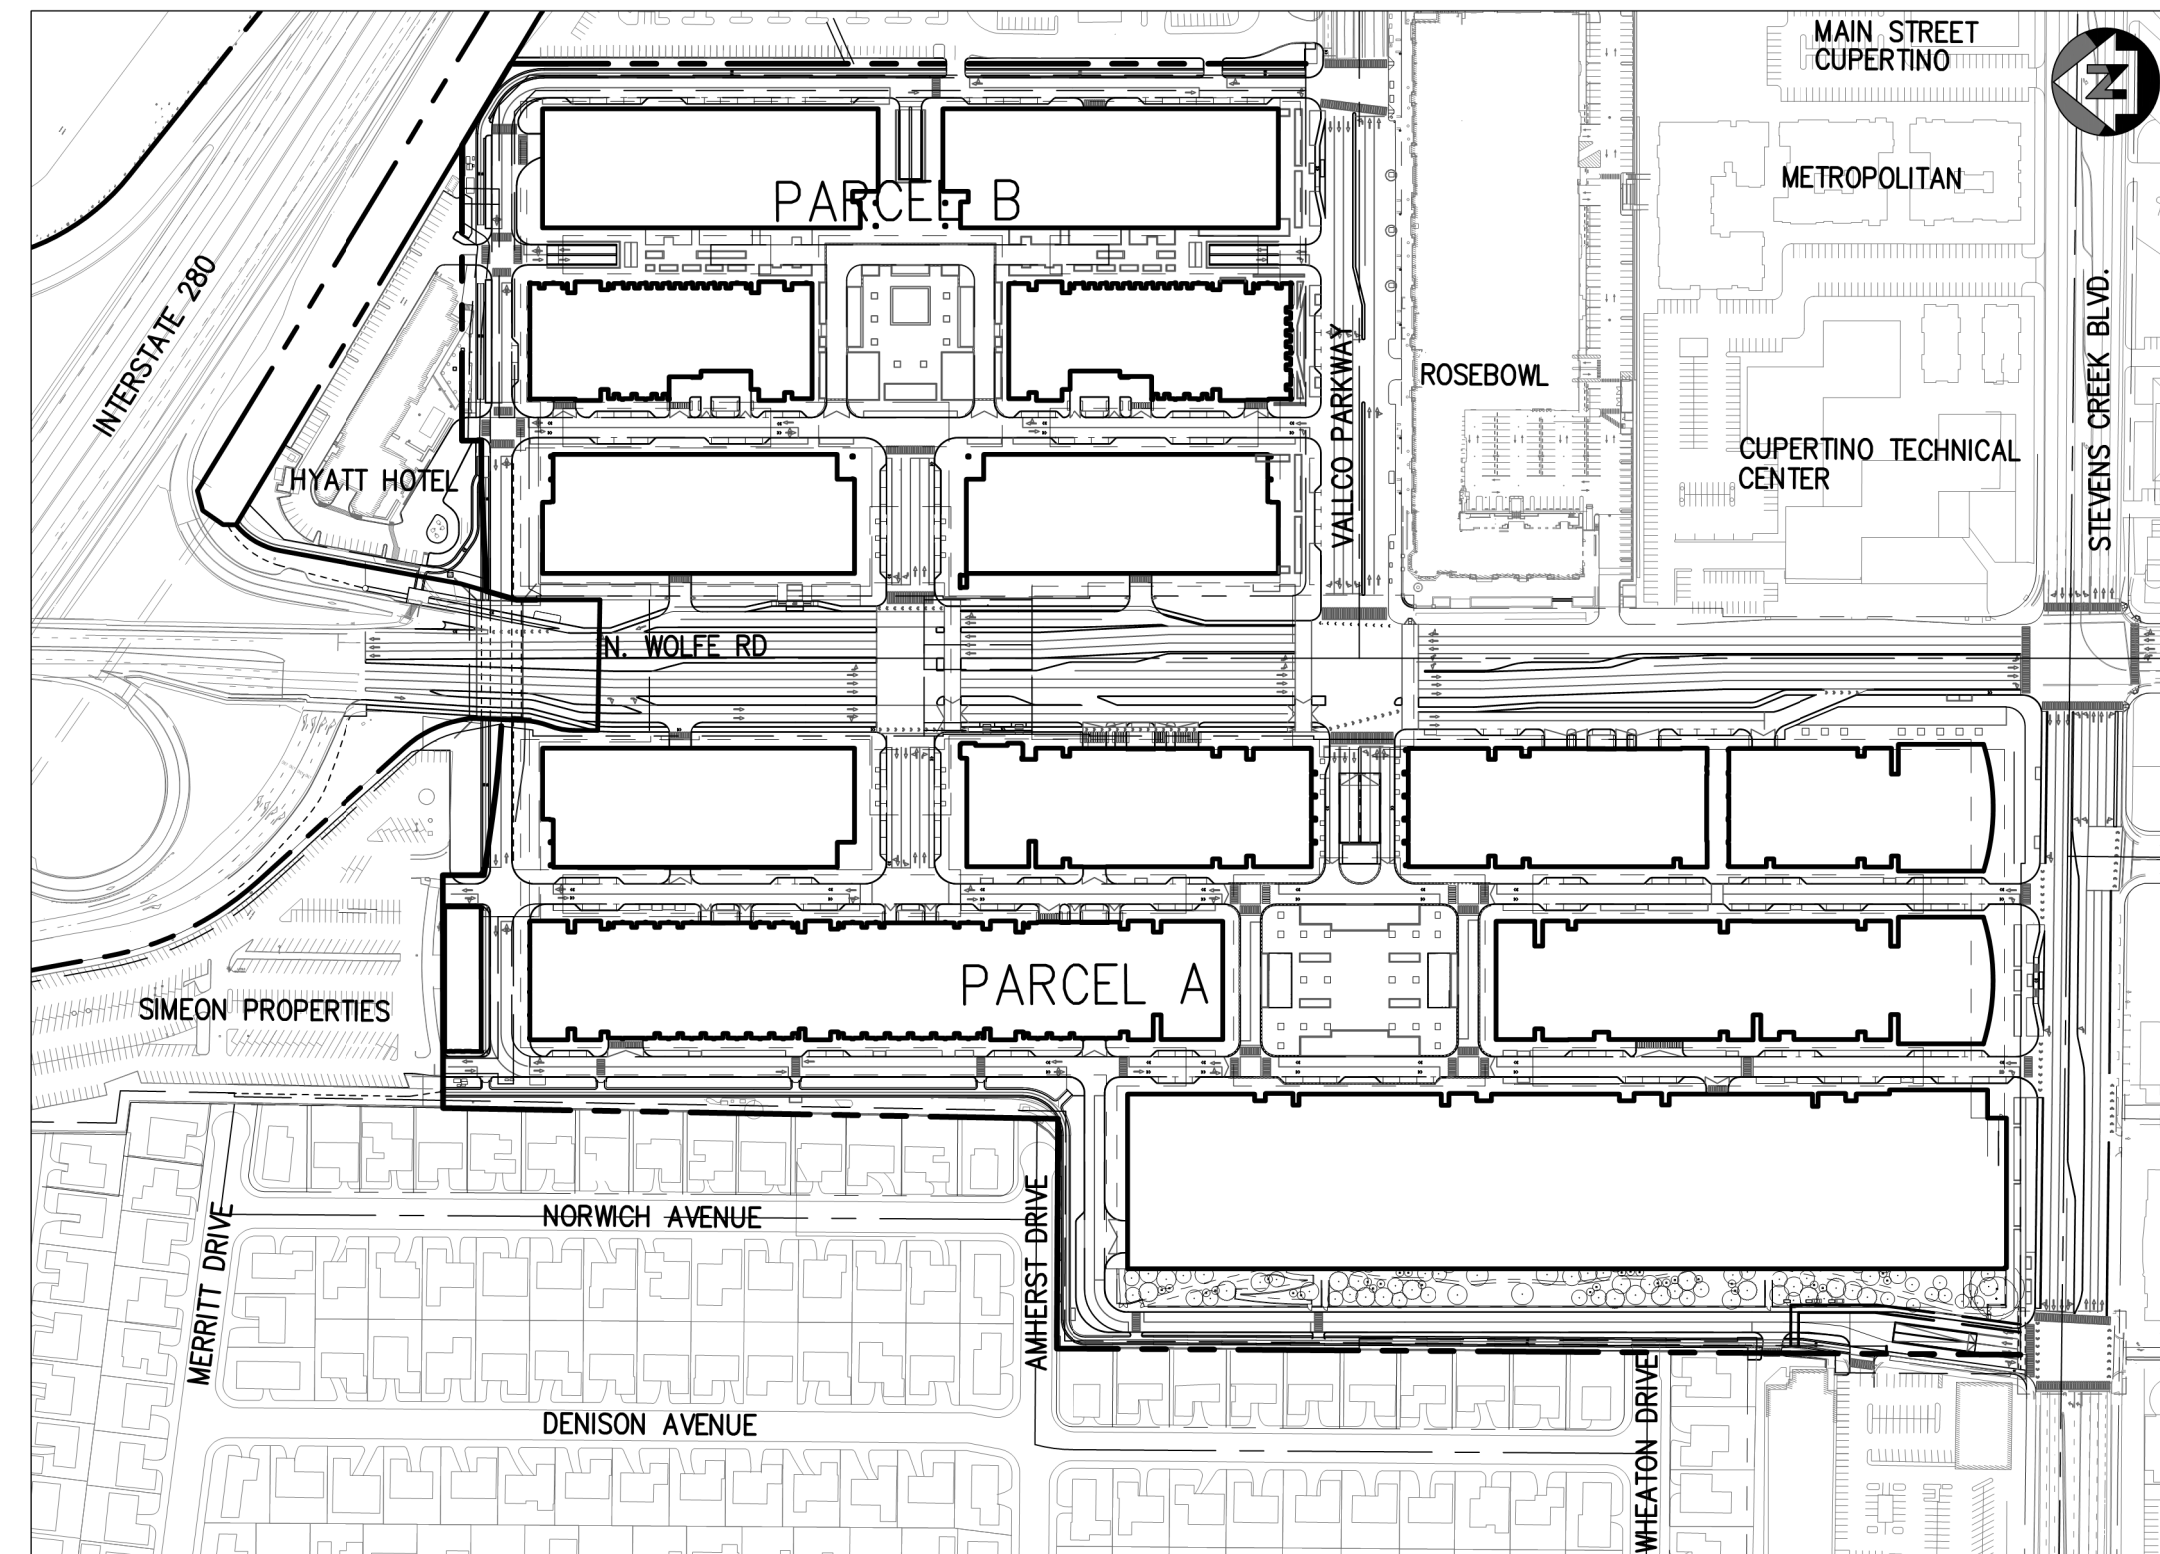 MAIN STREET
CUPERTINO
N
METROPOLITAN
PARCEL B
INTERSTATE 280
STEVENS CREEK BLVD.
VALLCO PARKWAY
ROSEBOWL
HYATT HOTEL
CUPERTINO TECHNICAL
CENTER
N. WOLFE RD
PARCEL A
SIMEON PROPERTIES
NORWICH AVENUE
MERRITT DRIVE
AMHERST DRIVE
DENISON AVENUE
WHEATON DRIVE